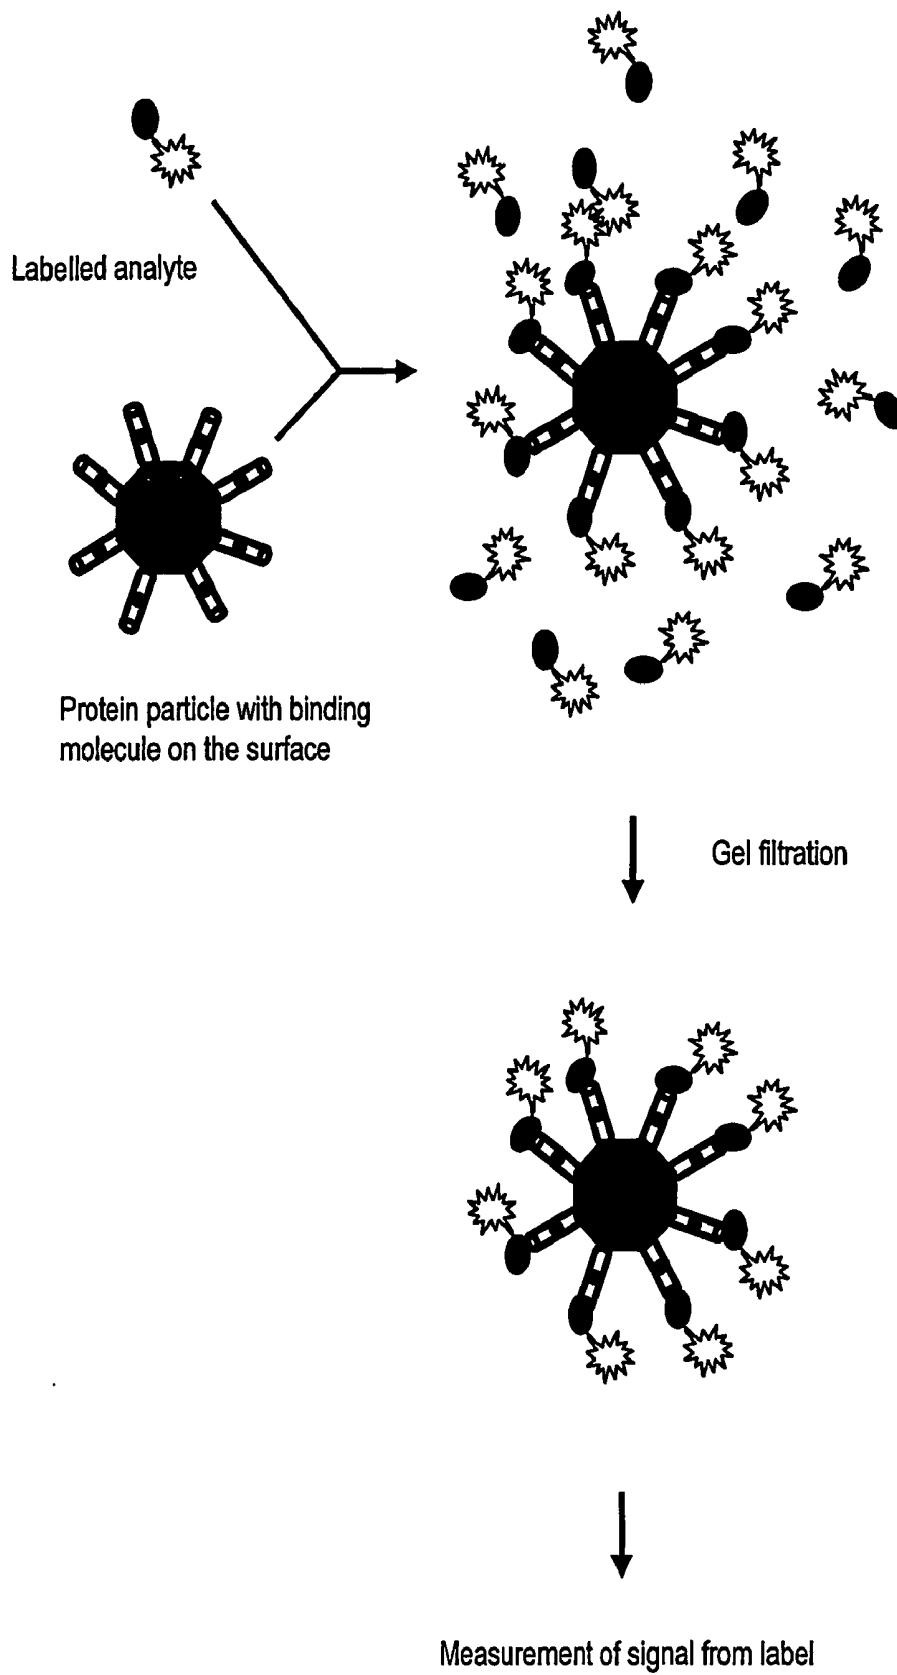 Labelled analyte
Protein particle with binding
molecule on the surface
Gel filtration
Measurement of signal from label